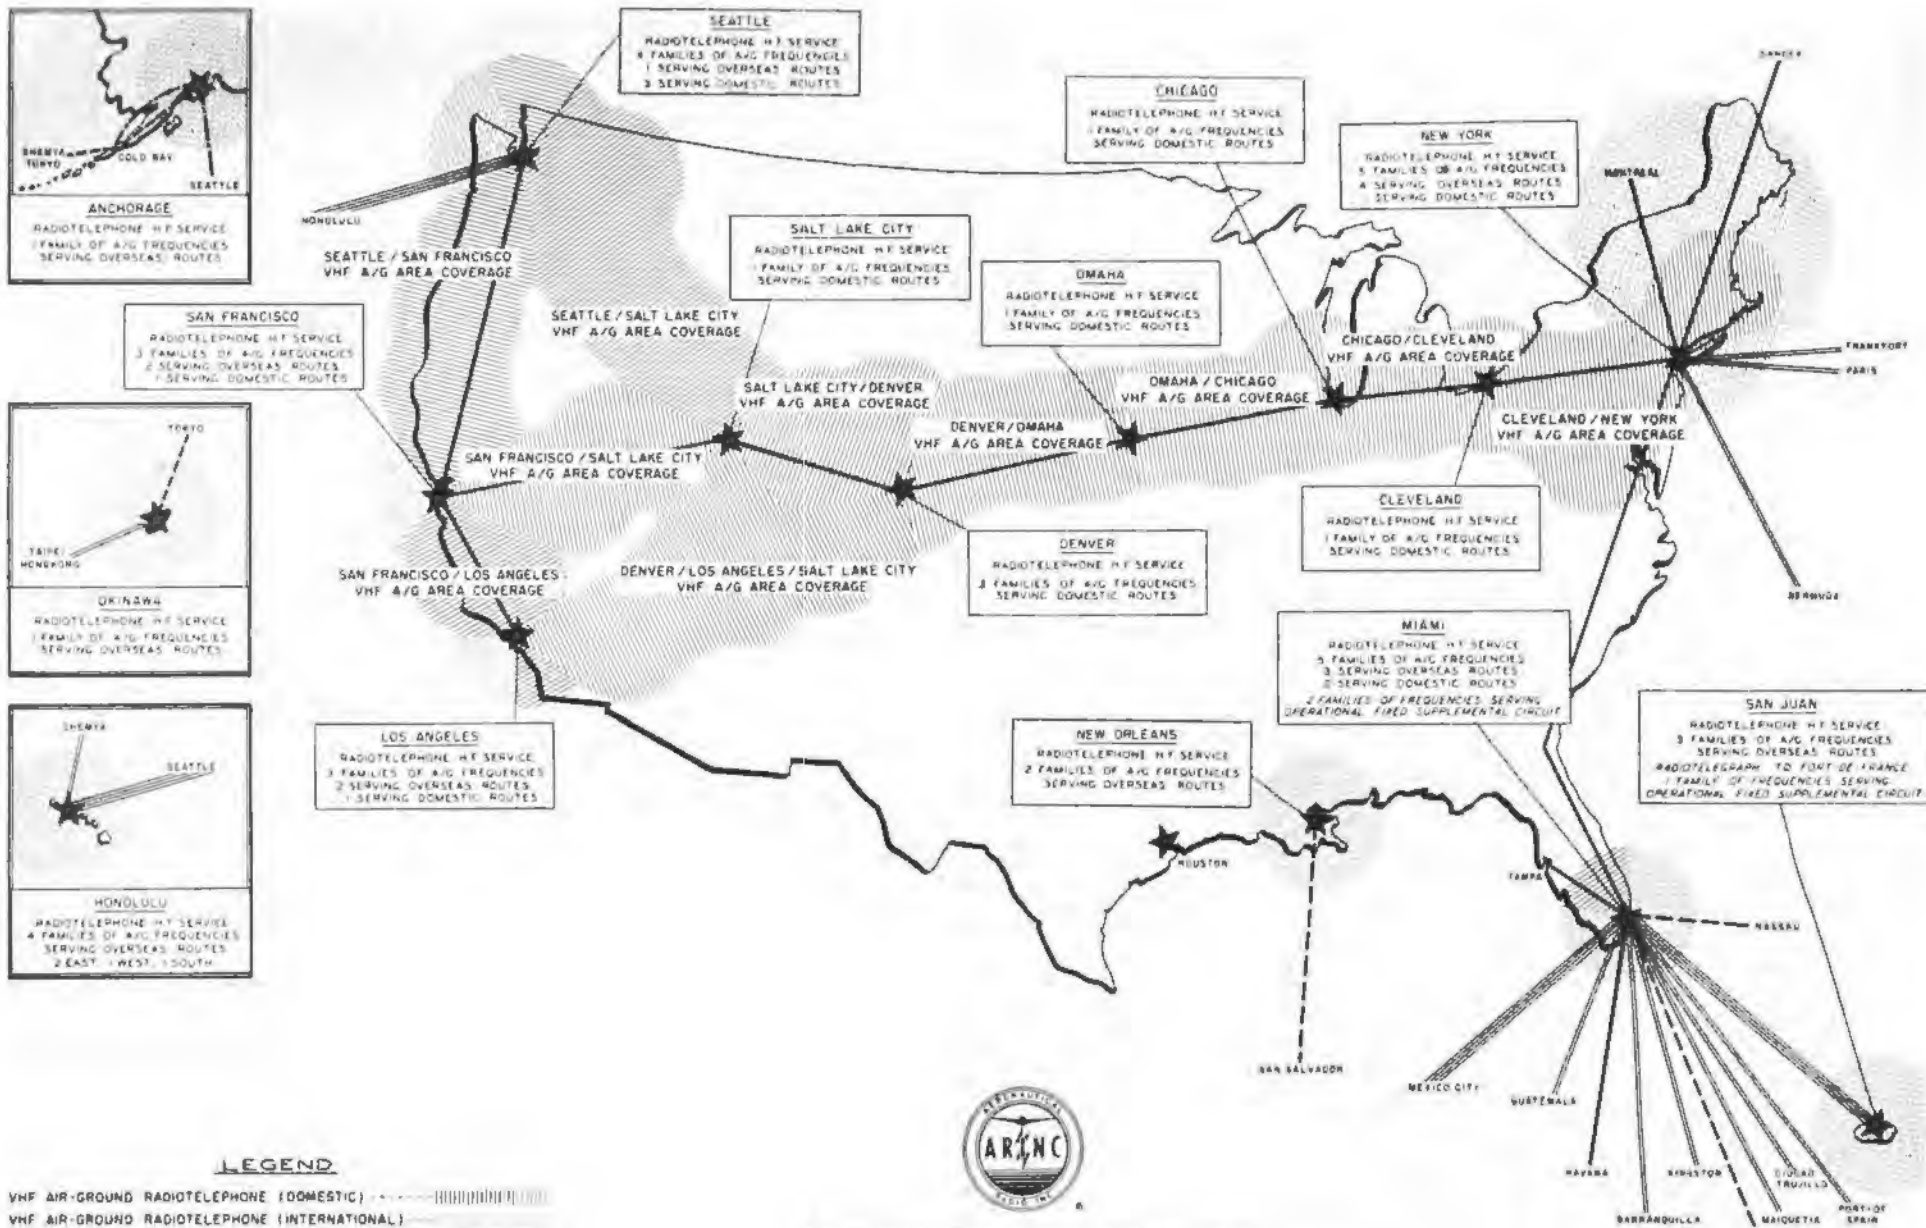 SEATTLE
RADIOTELEPHONE H F SERVICE
4 FAMILIES OF A/G FREQUENCIES
1 SERVING OVERSEAS ROUTES
3 SERVING DOMESTIC ROUTES
CHICAGO
RADIOTELEPHONE H F SERVICE
1 FAMILY OF A/G FREQUENCIES
SERVING DOMESTIC ROUTES
NEW YORK
RADIOTELEPHONE H F SERVICE
5 FAMILIES OF A/G FREQUENCIES
4 SERVING OVERSEAS ROUTES
1 SERVING DOMESTIC ROUTES
GANDER
MONTREAL
SHEMYA
TOKYO
COLD BAY
SEATTLE
ANCHORAGE
RADIOTELEPHONE H F SERVICE
1 FAMILY OF A/G FREQUENCIES
SERVING OVERSEAS ROUTES
HONOLULU
SEATTLE / SAN FRANCISCO
VHF A/G AREA COVERAGE
SALT LAKE CITY
RADIOTELEPHONE H F SERVICE
1 FAMILY OF A/G FREQUENCIES
SERVING DOMESTIC ROUTES
OMAHA
RADIOTELEPHONE H F SERVICE
1 FAMILY OF A/G FREQUENCIES
SERVING DOMESTIC ROUTES
SAN FRANCISCO
RADIOTELEPHONE H F SERVICE
3 FAMILIES OF A/G FREQUENCIES
2 SERVING OVERSEAS ROUTES
1 SERVING DOMESTIC ROUTES
SEATTLE / SALT LAKE CITY
VHF A/G AREA COVERAGE
CHICAGO/CLEVELAND
VHF A/G AREA COVERAGE
FRANKFORT
PARIS
SALT LAKE CITY/DENVER
VHF A/G AREA COVERAGE
OMAHA / CHICAGO
VHF A/G AREA COVERAGE
DENVER/OMAHA
VHF A/G AREA COVERAGE
CLEVELAND/NEW YORK
VHF A/G AREA COVERAGE
SAN FRANCISCO / SALT LAKE CITY
VHF A/G AREA COVERAGE
TOKYO
TAIPEI
HONGKONG
OKINAWA
RADIOTELEPHONE H F SERVICE
1 FAMILY OF A/G FREQUENCIES
SERVING OVERSEAS ROUTES
CLEVELAND
RADIOTELEPHONE H F SERVICE
1 FAMILY OF A/G FREQUENCIES
SERVING DOMESTIC ROUTES
DENVER
RADIOTELEPHONE H F SERVICE
3 FAMILIES OF A/G FREQUENCIES
SERVING DOMESTIC ROUTES
SAN FRANCISCO / LOS ANGELES
VHF A/G AREA COVERAGE
DENVER / LOS ANGELES / SALT LAKE CITY
VHF A/G AREA COVERAGE
BERMUDA
MIAMI
RADIOTELEPHONE H F SERVICE
5 FAMILIES OF A/G FREQUENCIES
3 SERVING OVERSEAS ROUTES
2 SERVING DOMESTIC ROUTES
2 FAMILIES OF FREQUENCIES SERVING
OPERATIONAL FIXED SUPPLEMENTAL CIRCUIT
SAN JUAN
RADIOTELEPHONE H F SERVICE
3 FAMILIES OF A/G FREQUENCIES
SERVING OVERSEAS ROUTES
RADIOTELEGRAPH TO FORT DE FRANCE
1 FAMILY OF FREQUENCIES SERVING
OPERATIONAL FIXED SUPPLEMENTAL CIRCUIT
SHEMYA
SEATTLE
HONOLULU
RADIOTELEPHONE H F SERVICE
4 FAMILIES OF A/G FREQUENCIES
SERVING OVERSEAS ROUTES
2 EAST, 1 WEST, 1 SOUTH
LOS ANGELES
RADIOTELEPHONE H F SERVICE
3 FAMILIES OF A/G FREQUENCIES
2 SERVING OVERSEAS ROUTES
1 SERVING DOMESTIC ROUTES
NEW ORLEANS
RADIOTELEPHONE H F SERVICE
2 FAMILIES OF A/G FREQUENCIES
SERVING OVERSEAS ROUTES
HOUSTON
TAMPA
NASSAU
SAN SALVADOR
MEXICO CITY
GUATEMALA
HAVANA
KINGSTON
CIUDAD
TRUJILLO
BARRANQUILLA
MAIQUETIA
PORT-OF
SPAIN
AERONAUTICAL
ARINC
RADIO INC
LEGEND
VHF AIR-GROUND RADIOTELEPHONE (DOMESTIC)
VHF AIR-GROUND RADIOTELEPHONE (INTERNATIONAL)